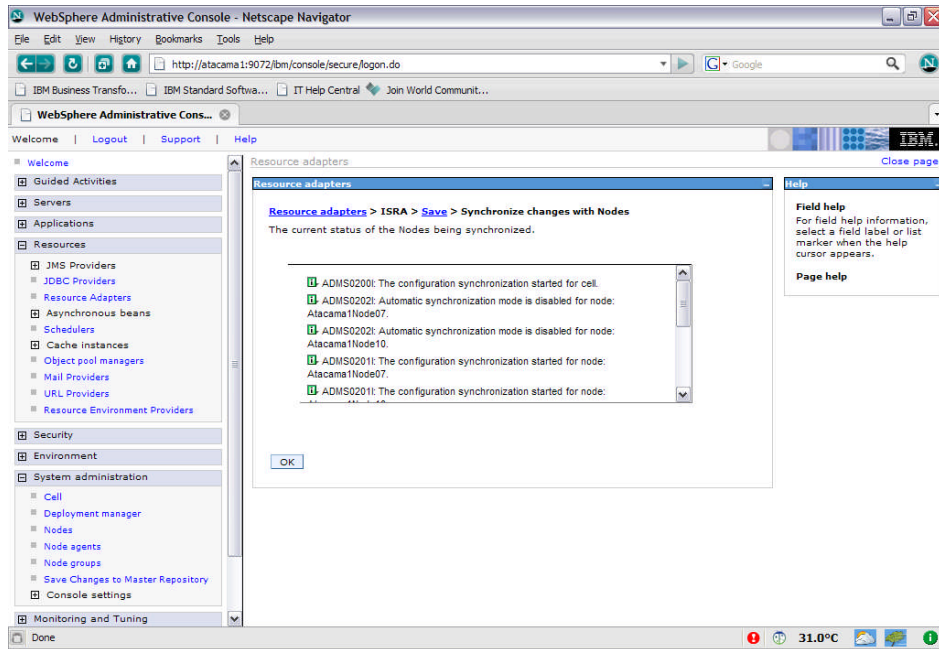 WebSphere Administrative Console - Netscape Navigator
File Edit View History Bookmarks Tools Help
http://atacama1:9072/ibm/console/secure/logon.do
G Google
IBM Business Transfo... IBM Standard Softwa... IT Help Central Join World Communit...
WebSphere Administrative Cons...
Welcome | Logout | Support | Help
IBM.
Welcome
Guided Activities
Servers
Applications
Resources
JMS Providers
JDBC Providers
Resource Adapters
Asynchronous beans
Schedulers
Cache instances
Object pool managers
Mail Providers
URL Providers
Resource Environment Providers
Security
Environment
System administration
Cell
Deployment manager
Nodes
Node agents
Node groups
Save Changes to Master Repository
Console settings
Monitoring and Tuning
Resource adapters
Close page
Resource adapters
Resource adapters > ISRA > Save > Synchronize changes with Nodes
The current status of the Nodes being synchronized.
ADMS0200I: The configuration synchronization started for cell.
ADMS0202I: Automatic synchronization mode is disabled for node:
Atacama1Node07.
ADMS0202I: Automatic synchronization mode is disabled for node:
Atacama1Node10.
ADMS0201I: The configuration synchronization started for node:
Atacama1Node07.
ADMS0201I: The configuration synchronization started for node:
OK
Help
Field help
For field help information,
select a field label or list
marker when the help
cursor appears.
Page help
Done
31.0°C